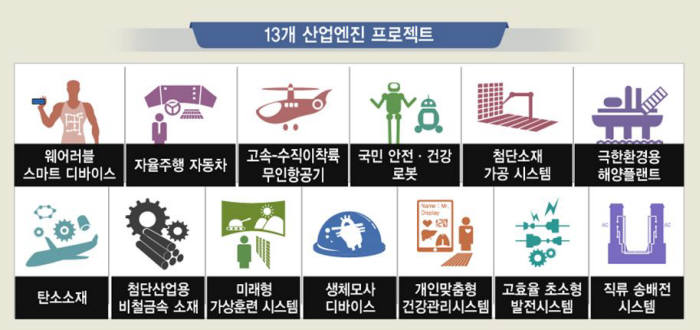 13개 산업엔진 프로젝트
웨어러블
스마트 디바이스
자율주행 자동차
고속-수직이착륙
무인항공기
국민 안전·건강
로봇
첨단소재
가공 시스템
극한환경용
해양플랜트
탄소소재
첨단산업용
비철금속 소재
미래형
가상훈련 시스템
생체모사
디바이스
Name : Mr.
Display
개인맞춤형
건강관리시스템
고효율 초소형
발전시스템
AC
AC
직류 송배전
시스템